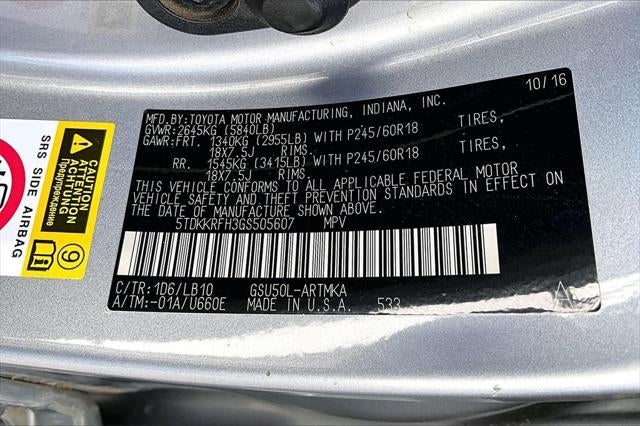 10/16
MFD.BY:TOYOTA MOTOR MANUFACTURING, INDIANA, INC.
GVWR:2645KG (5840LB)
GAWR:FRT. 1340KG (2955LB) WITH P245/60R18 TIRES,
18X7.5J RIMS.
RR. 1545KG (3415LB) WITH P245/60R18 TIRES,
18X7.5J RIMS.
THIS VEHICLE CONFORMS TO ALL APPLICABLE FEDERAL MOTOR
VEHICLE SAFETY AND THEFT PREVENTION STANDARDS IN EFFECT ON
THE DATE OF MANUFACTURE SHOWN ABOVE.
5TDKKRFH3GS505607 MPV
C/TR:1D6/LB10 GSU50L-ARTMKA
A/TM:-01A/U660E MADE IN U.S.A. 533 A
SRS SIDE AIRBAG
CAUTION
ATTENTION
ACHTUNG
Предупреждение
9